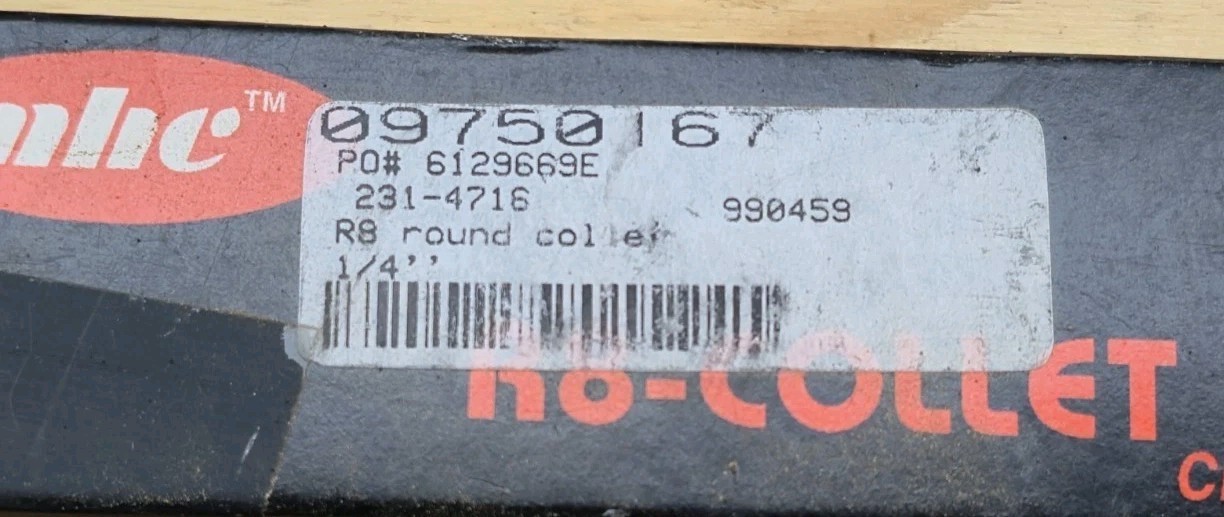 mhc™
09750167
PO# 6129669E
231-4716 990459
R8 round collet
1/4''
R8-COLLET